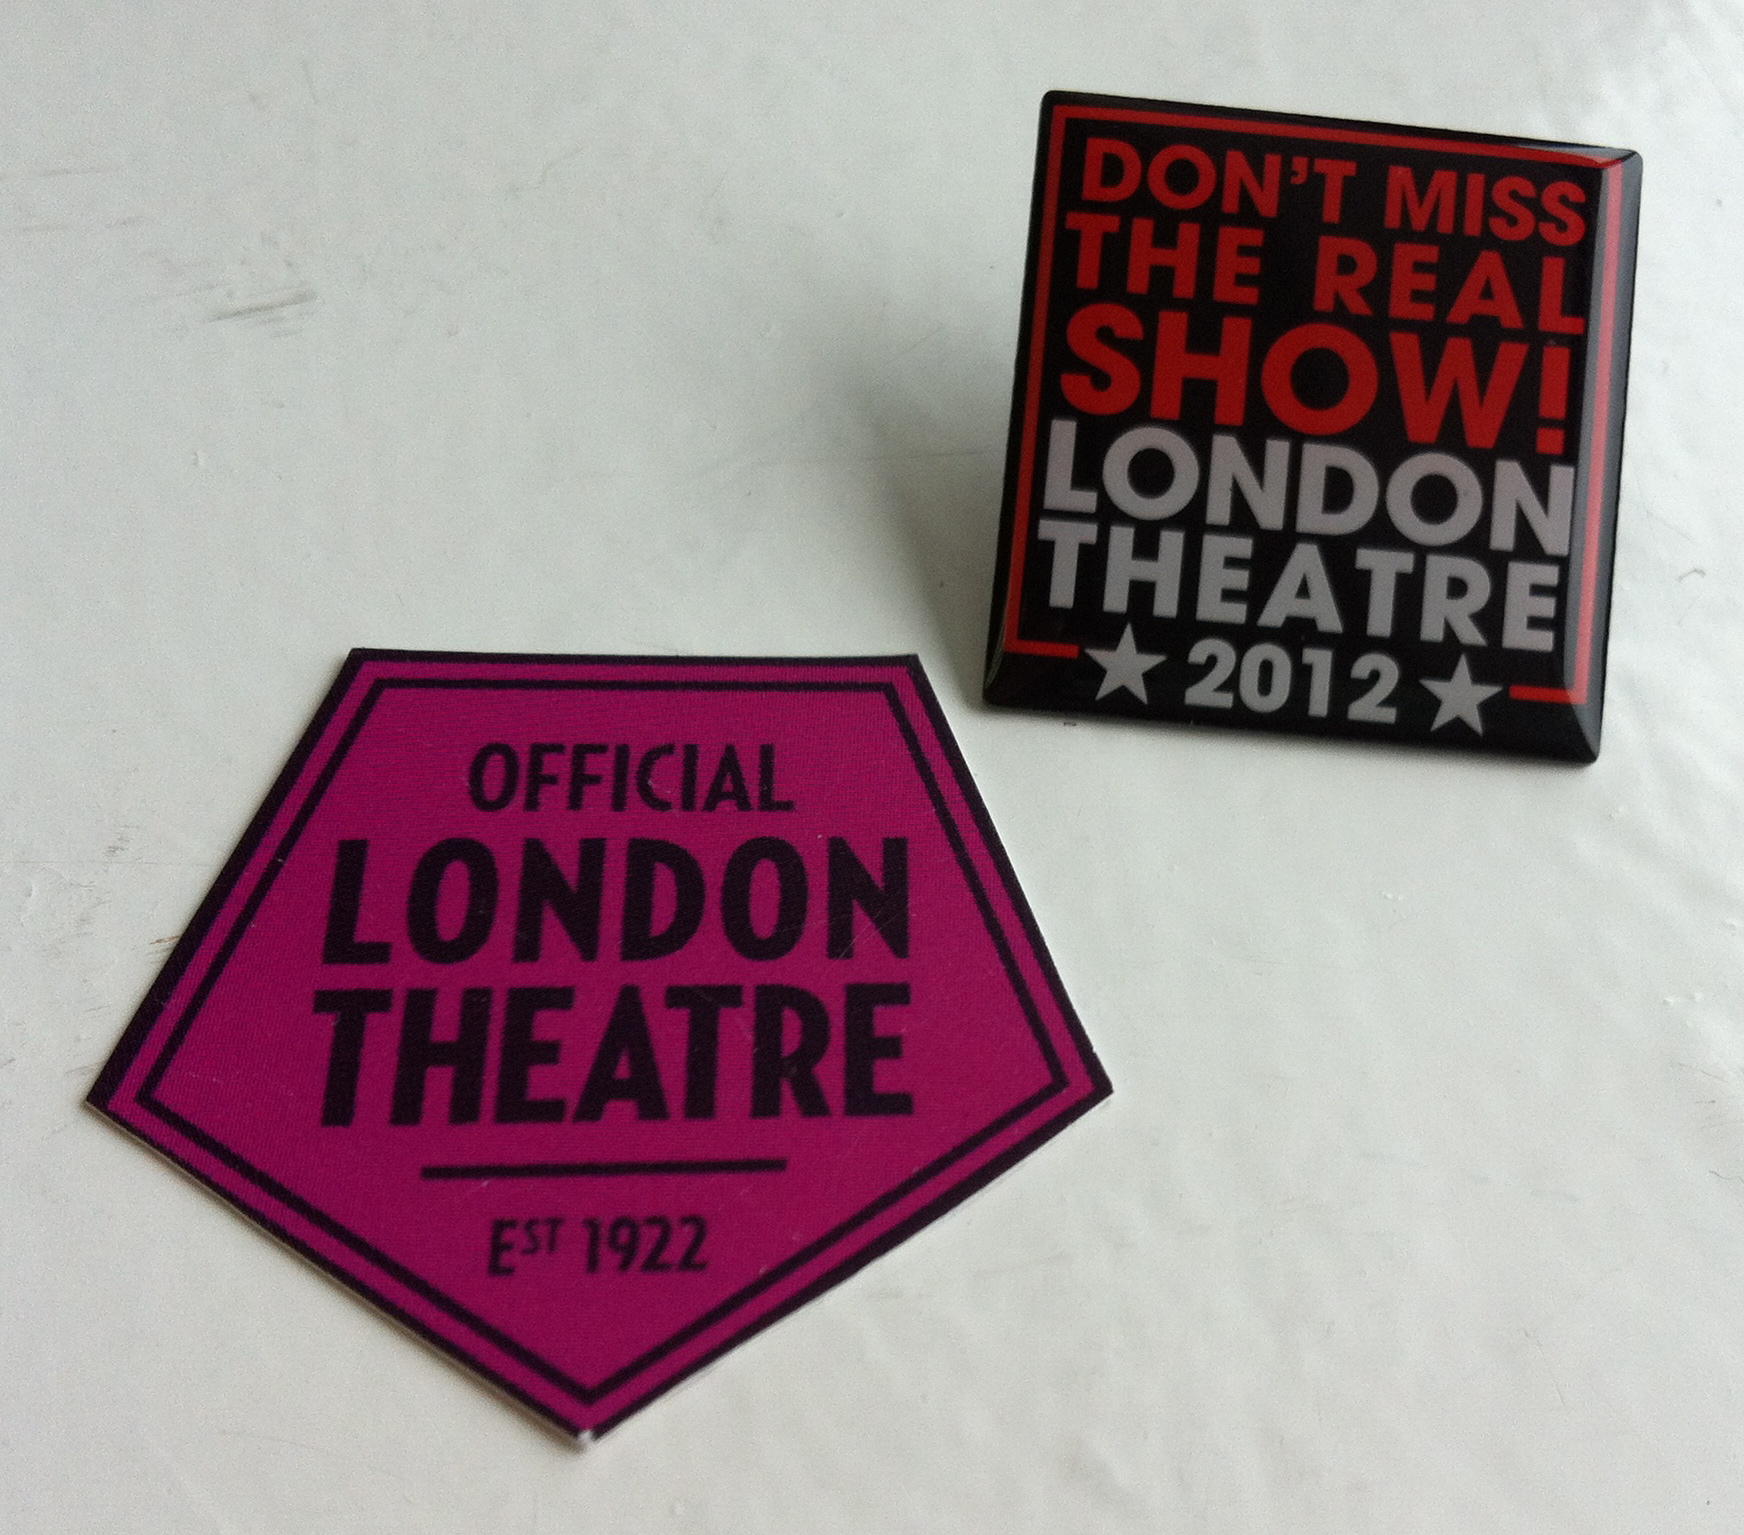 DON'T MISS
THE REAL
SHOW!
LONDON
THEATRE
★ 2012 ★
OFFICIAL
LONDON
THEATRE
EST 1922